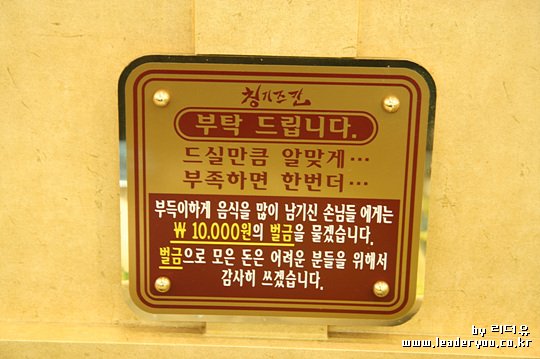 칭기즈칸
부탁 드립니다.
드실만큼 알맞게…
부족하면 한번더…
부득이하게 음식을 많이 남기신 손님들 에게는
₩ 10.000원의 벌금을 물겠습니다.
벌금으로 모은 돈은 어려운 분들을 위해서
감사히 쓰겠습니다.
by 리더유
www.leaderyou.co.kr